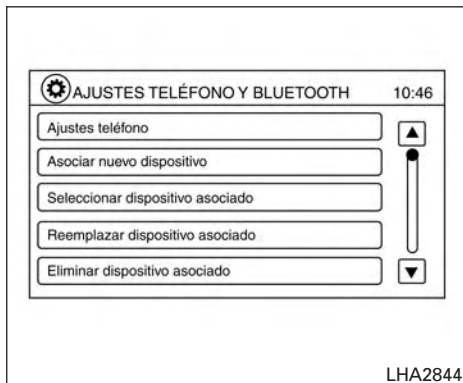 AJUSTES TELÉFONO Y BLUETOOTH 10:46
Ajustes teléfono
Asociar nuevo dispositivo
Seleccionar dispositivo asociado
Reemplazar dispositivo asociado
Eliminar dispositivo asociado
LHA2844